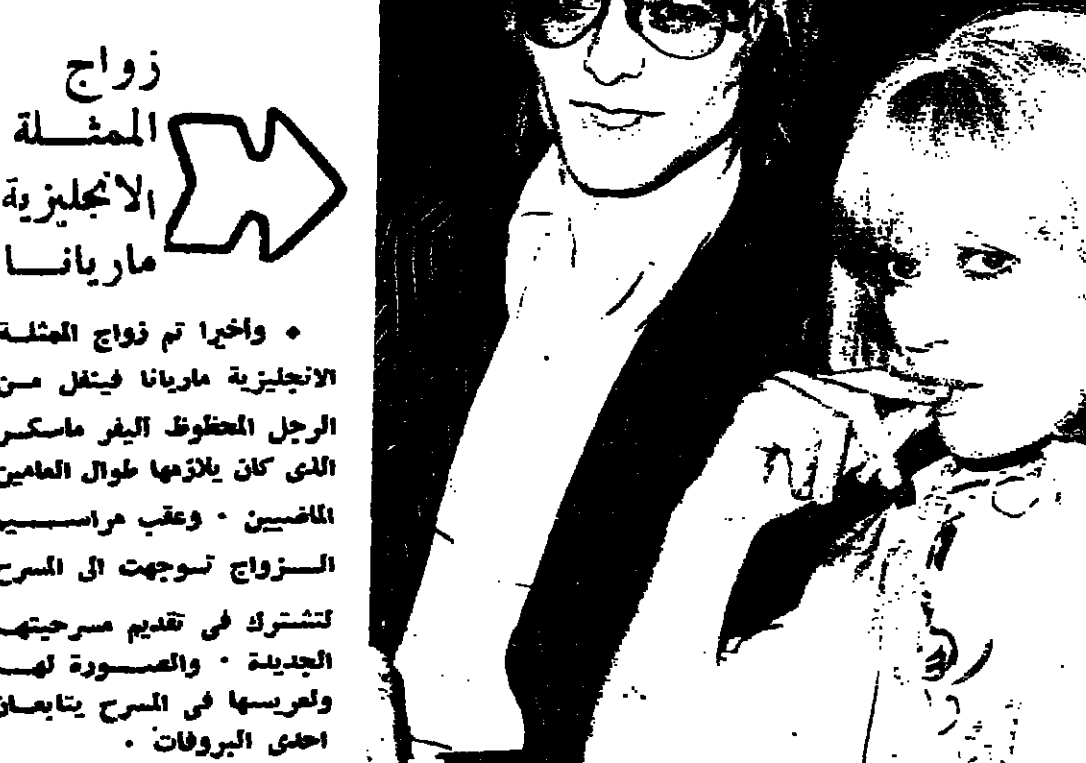 زواج
الممثلة
الانجليزية
ماريانا
• وأخيرا تم زواج الممثلة
الانجليزية ماريانا فيتفل من
الرجل المحظوظ اليفر ماسكر
الذى كان يلازمها طوال العامين
الماضيين • وعقب مراسيم
الزواج توجهت الى المسرح
لتشترك فى تقديم مسرحيتها
الجديدة • والصورة لها
ولعريسها فى المسرح يتابعان
احدى البروفات •